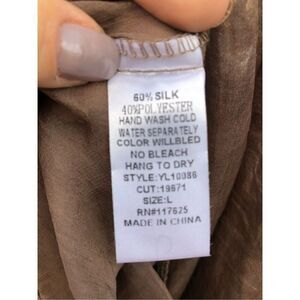 60% SILK
40%POLYESTER
HAND WASH COLD
WATER SEPARATELY
COLOR WILLBLED
NO BLEACH
HANG TO DRY
STYLE:YL10086
CUT:19671
SIZE:L
RN#117625
MADE IN CHINA